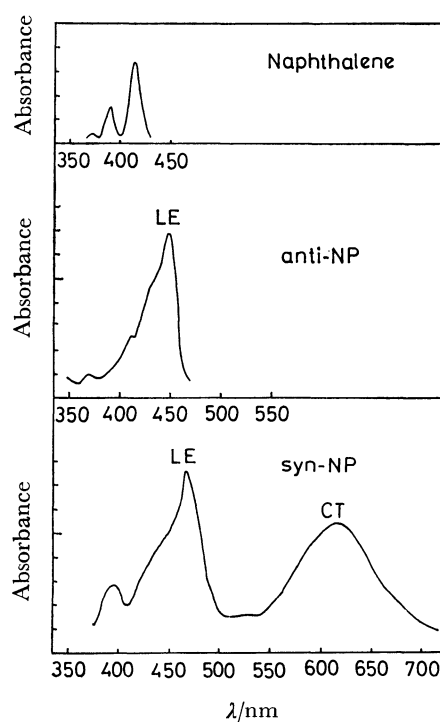 Absorbance
Naphthalene
350 400 450
Absorbance
LE
anti-NP
350 400 450 500 550
Absorbance
LE
syn-NP
CT
350 400 450 500 550 600 650 700
λ/nm